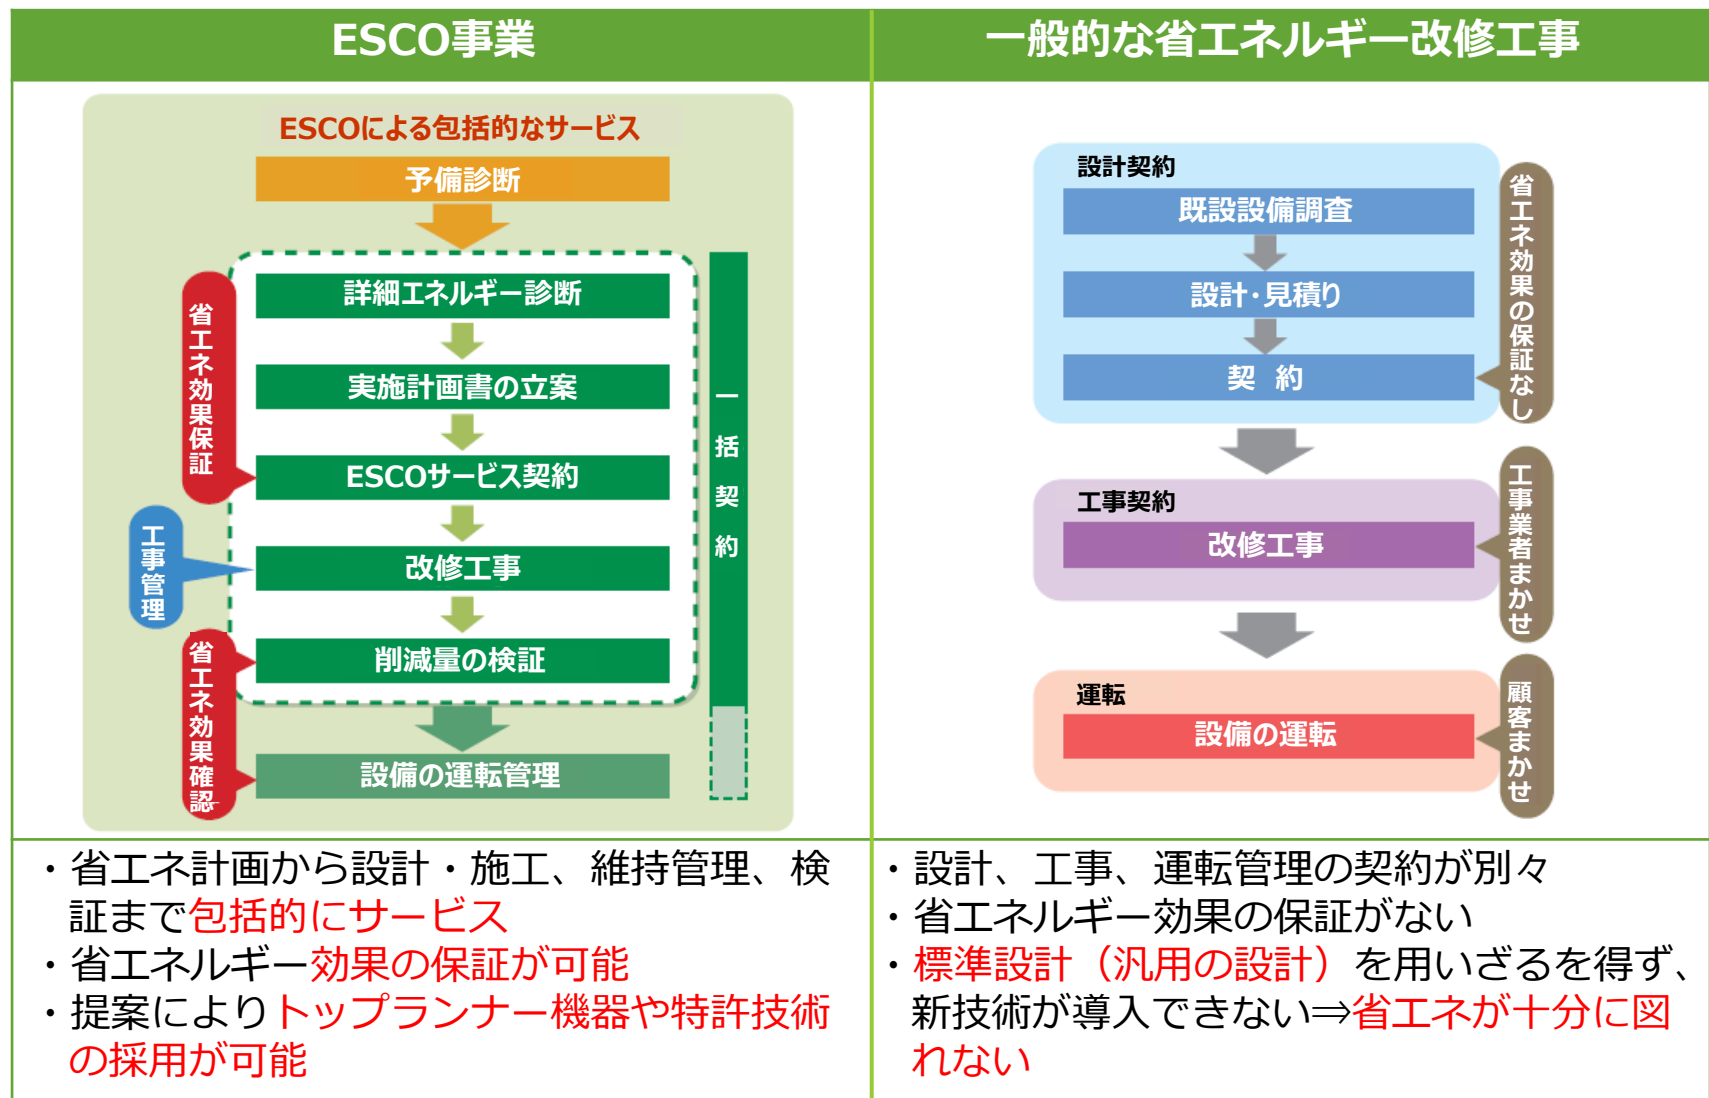 ESCO事業
ESCOによる包括的なサービス
予備診断
詳細エネルギー診断
実施計画書の立案
ESCOサービス契約
改修工事
削減量の検証
設備の運転管理
省エネ効果保証
工事管理
省エネ効果確認
一括契約
・省エネ計画から設計・施工、維持管理、検
証まで包括的にサービス
・省エネルギー効果の保証が可能
・提案によりトップランナー機器や特許技術
の採用が可能
一般的な省エネルギー改修工事
設計契約
既設設備調査
設計・見積り
契 約
省エネ効果の保証なし
工事契約
改修工事
工事業者まかせ
運転
設備の運転
顧客まかせ
・設計、工事、運転管理の契約が別々
・省エネルギー効果の保証がない
・標準設計（汎用の設計）を用いざるを得ず、
新技術が導入できない⇒省エネが十分に図
れない